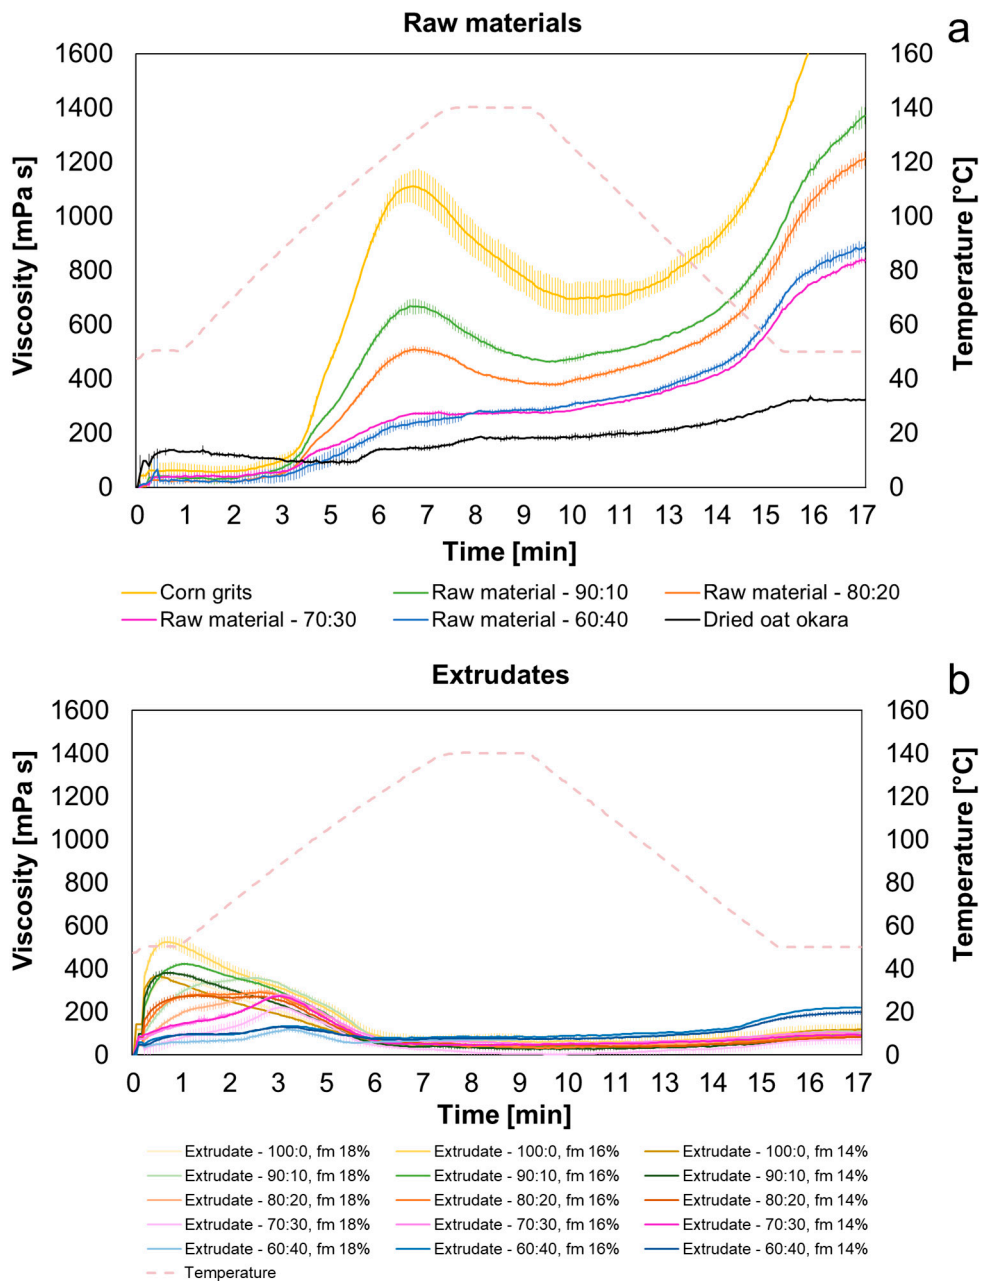 Raw materials
a
1600
1400
1200
1000
800
600
400
200
0
Viscosity [mPa s]
160
140
120
100
80
60
40
20
0
Temperature [°C]
0 1 2 3 5 6 7 8 9 10 11 13 14 15 16 17
Time [min]
Corn grits Raw material - 90:10 Raw material - 80:20
Raw material - 70:30 Raw material - 60:40 Dried oat okara
Extrudates
b
1600
1400
1200
1000
800
600
400
200
0
Viscosity [mPa s]
160
140
120
100
80
60
40
20
0
Temperature [°C]
0 1 2 3 5 6 7 8 9 10 11 13 14 15 16 17
Time [min]
Extrudate - 100:0, fm 18% Extrudate - 100:0, fm 16% Extrudate - 100:0, fm 14%
Extrudate - 90:10, fm 18% Extrudate - 90:10, fm 16% Extrudate - 90:10, fm 14%
Extrudate - 80:20, fm 18% Extrudate - 80:20, fm 16% Extrudate - 80:20, fm 14%
Extrudate - 70:30, fm 18% Extrudate - 70:30, fm 16% Extrudate - 70:30, fm 14%
Extrudate - 60:40, fm 18% Extrudate - 60:40, fm 16% Extrudate - 60:40, fm 14%
Temperature